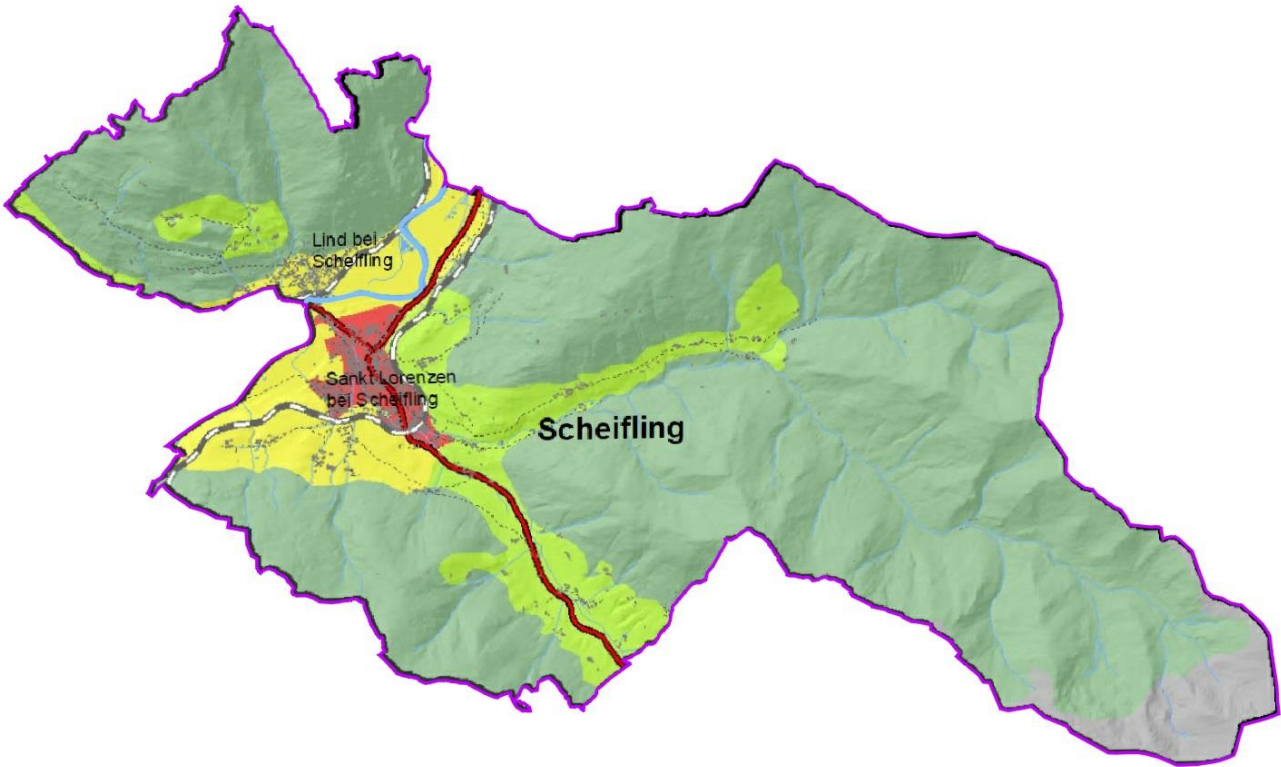 Lind bei
Scheifling
Sankt Lorenzen
bei Scheifling
Scheifling